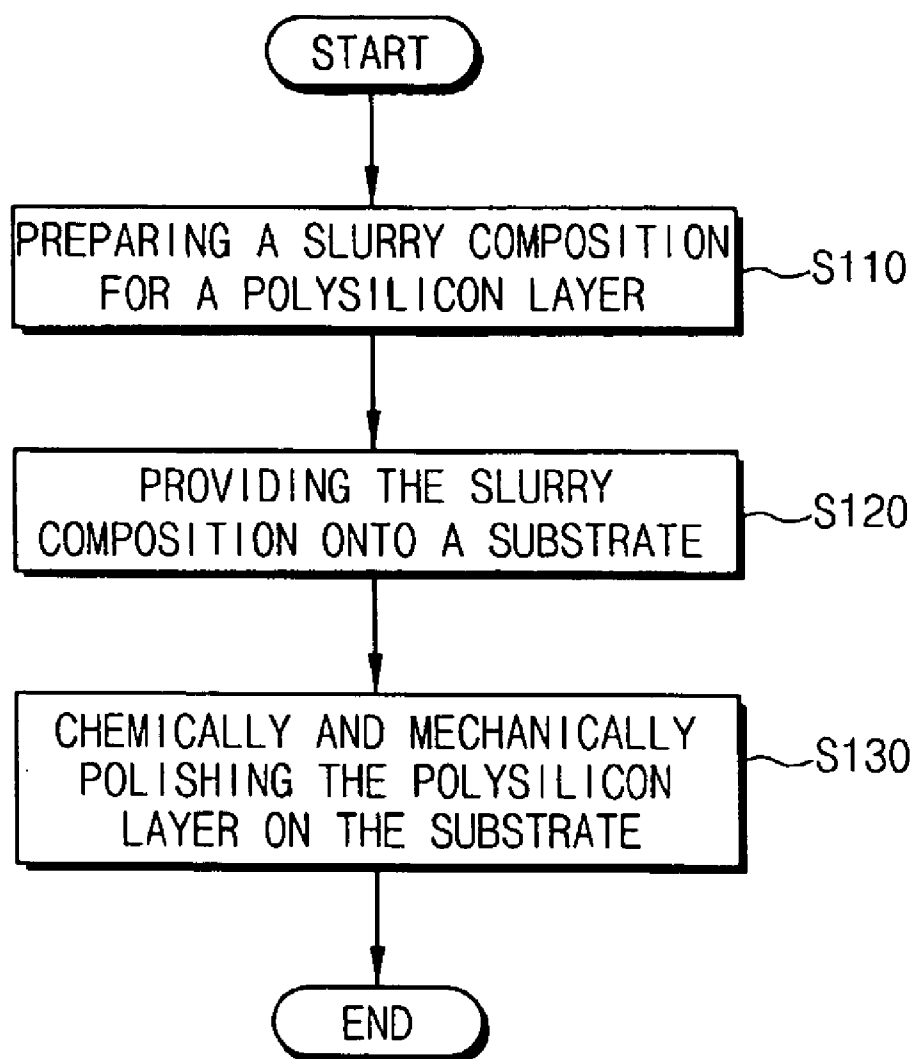 START
PREPARING A SLURRY COMPOSITION
FOR A POLYSILICON LAYER
S110
PROVIDING THE SLURRY
COMPOSITION ONTO A SUBSTRATE
S120
CHEMICALLY AND MECHANICALLY
POLISHING THE POLYSILICON
LAYER ON THE SUBSTRATE
S130
END